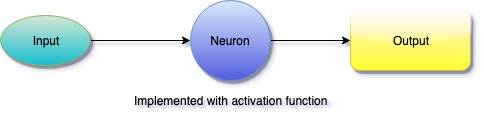 Input
Neuron
Output
Implemented with activation function